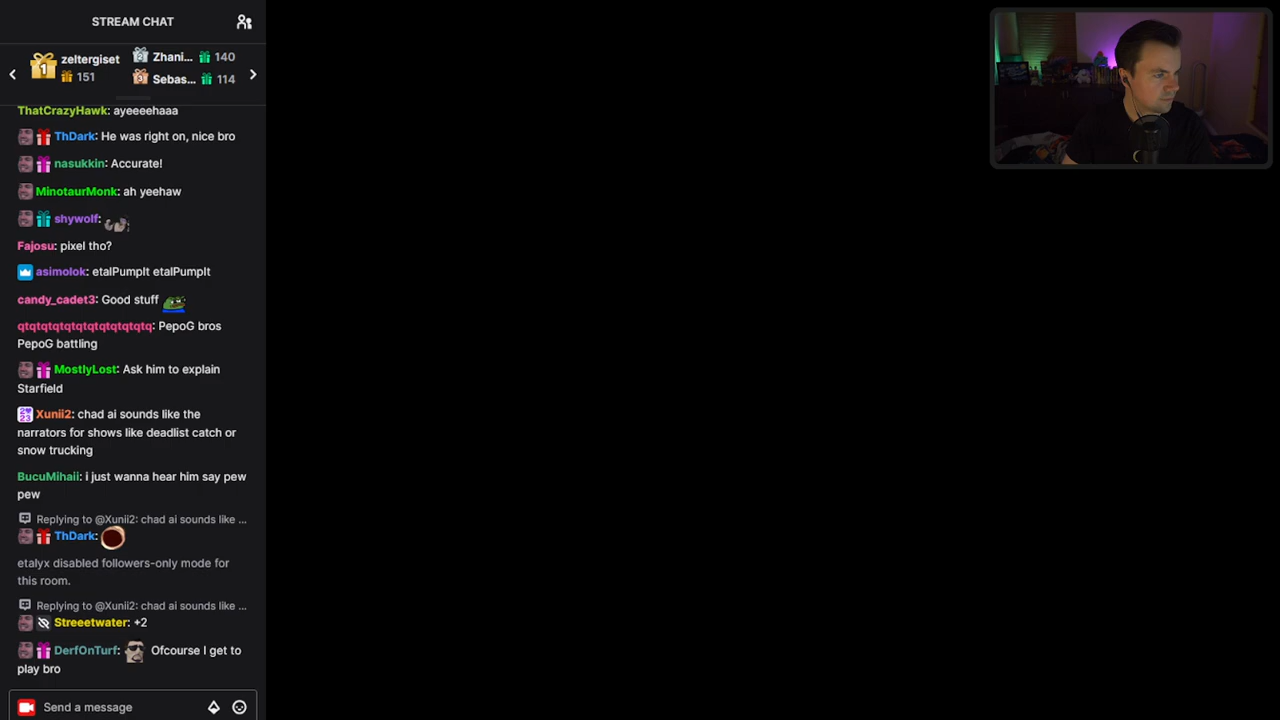 STREAM CHAT
zeltergiset
151
Zhani... 140
Sebas... 114
ThatCrazyHawk: ayeeeehaaa
ThDark: He was right on, nice bro
nasukkin: Accurate!
MinotaurMonk: ah yeehaw
shywolf:
Fajosu: pixel tho?
asimolok: etalPumpIt etalPumpIt
candy_cadet3: Good stuff
qtqtqtqtqtqtqtqtqtqtq: PepoG bros
PepoG battling
MostlyLost: Ask him to explain
Starfield
Xunii2: chad ai sounds like the
narrators for shows like deadlist catch or
snow trucking
BucuMihaii: i just wanna hear him say pew
pew
Replying to @Xunii2: chad ai sounds like ...
ThDark:
etalyx disabled followers-only mode for
this room.
Replying to @Xunii2: chad ai sounds like ...
Streeetwater: +2
DerfOnTurf: Ofcourse I get to
play bro
Send a message